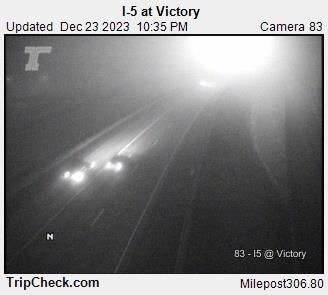 I-5 at Victory
Updated Dec 23 2023 10:35 PM Camera 83
T
N
83 - I5 @ Victory
TripCheck.com Milepost306.80